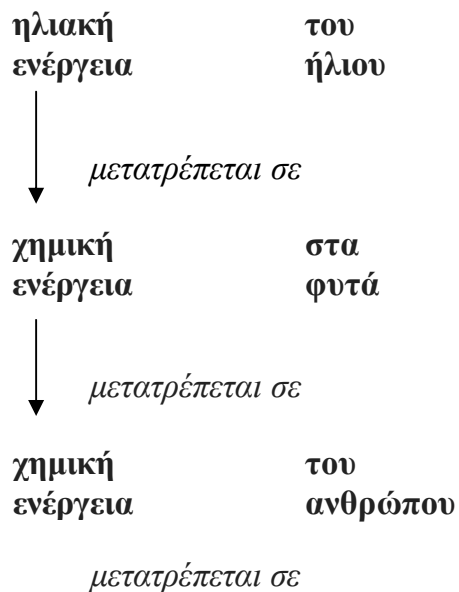 ηλιακή του
ενέργεια ήλιου
μετατρέπεται σε
χημική στα
ενέργεια φυτά
μετατρέπεται σε
χημική του
ενέργεια ανθρώπου
μετατρέπεται σε